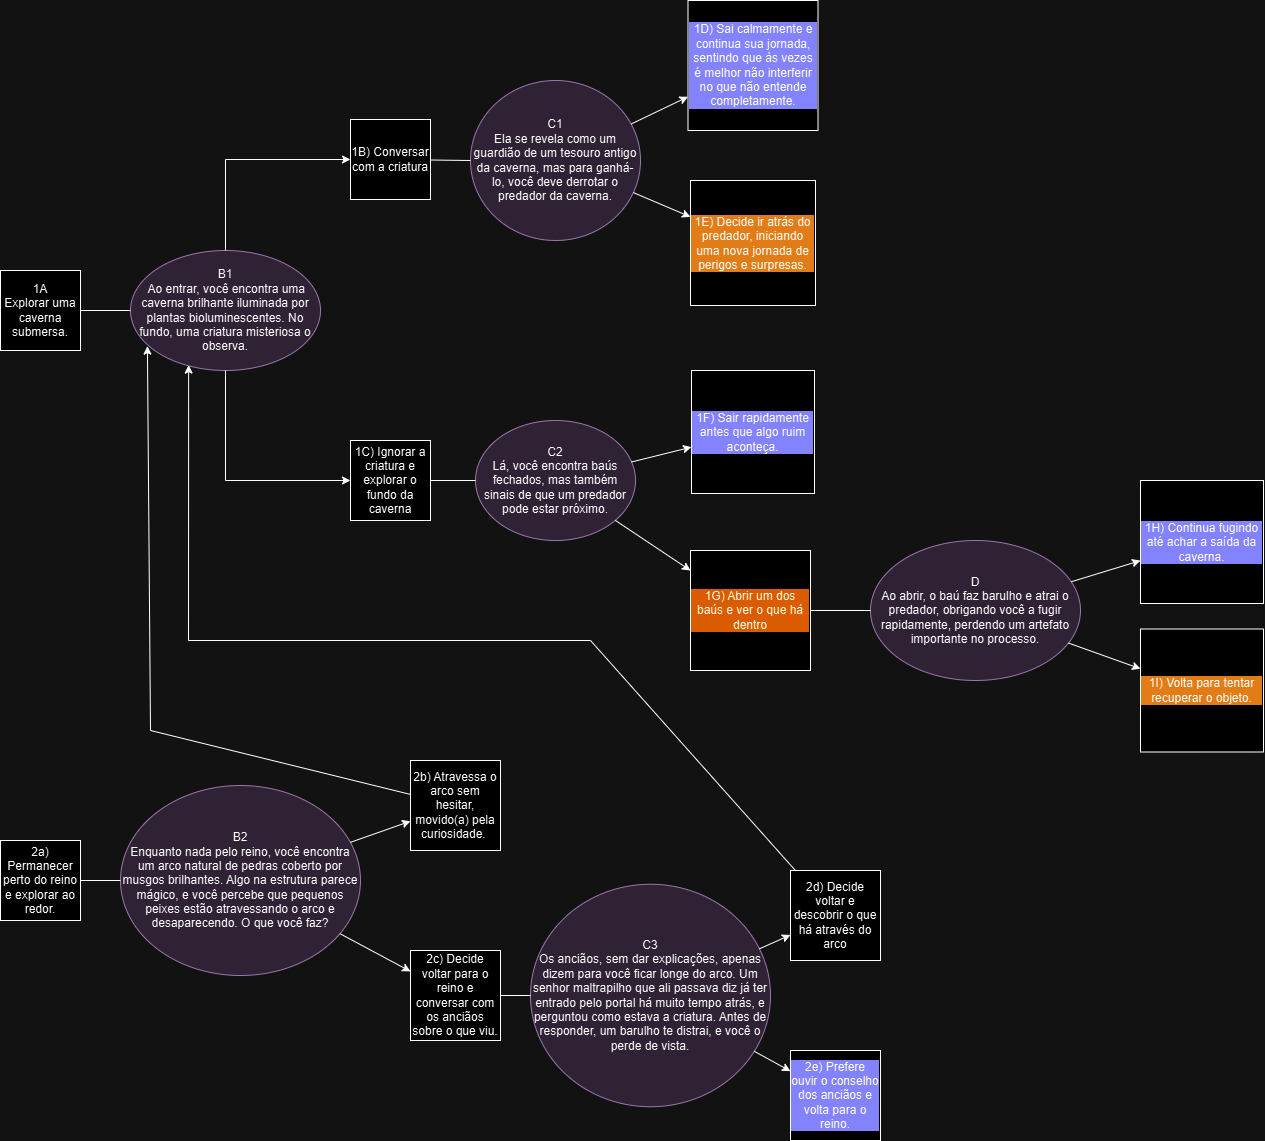 1D) Sai calmamente e
continua sua jornada,
sentindo que às vezes
é melhor não interferir
no que não entende
completamente.
C1
Ela se revela como um
guardião de um tesouro antigo
da caverna, mas para ganhá-
lo, você deve derrotar o
predador da caverna.
1B) Conversar
com a criatura
1E) Decide ir atrás do
predador, iniciando
uma nova jornada de
perigos e surpresas.
B1
Ao entrar, você encontra uma
caverna brilhante iluminada por
plantas bioluminescentes. No
fundo, uma criatura misteriosa o
observa.
1A
Explorar uma
caverna
submersa.
1F) Sair rapidamente
antes que algo ruim
aconteça.
1C) Ignorar a
criatura e
explorar o
fundo da
caverna
C2
Lá, você encontra baús
fechados, mas também
sinais de que um predador
pode estar próximo.
1H) Continua fugindo
até achar a saída da
caverna.
1G) Abrir um dos
baús e ver o que há
dentro
D
Ao abrir, o baú faz barulho e atrai o
predador, obrigando você a fugir
rapidamente, perdendo um artefato
importante no processo.
1I) Volta para tentar
recuperar o objeto.
2b) Atravessa o
arco sem
hesitar,
movido(a) pela
curiosidade.
B2
Enquanto nada pelo reino, você encontra
um arco natural de pedras coberto por
musgos brilhantes. Algo na estrutura parece
mágico, e você percebe que pequenos
peixes estão atravessando o arco e
desaparecendo. O que você faz?
2a)
Permanecer
perto do reino
e explorar ao
redor.
2d) Decide
voltar e
descobrir o que
há através do
arco
C3
Os anciãos, sem dar explicações, apenas
dizem para você ficar longe do arco. Um
senhor maltrapilho que ali passava diz já ter
entrado pelo portal há muito tempo atrás, e
perguntou como estava a criatura. Antes de
responder, um barulho te distrai, e você o
perde de vista.
2c) Decide
voltar para o
reino e
conversar com
os anciãos
sobre o que viu.
2e) Prefere
ouvir o conselho
dos anciãos e
volta para o
reino.